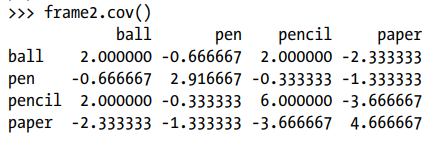 >>> frame2.cov()
            ball       pen    pencil     paper
ball    2.000000 -0.666667  2.000000 -2.333333
pen    -0.666667  2.916667 -0.333333 -1.333333
pencil  2.000000 -0.333333  6.000000 -3.666667
paper  -2.333333 -1.333333 -3.666667  4.666667